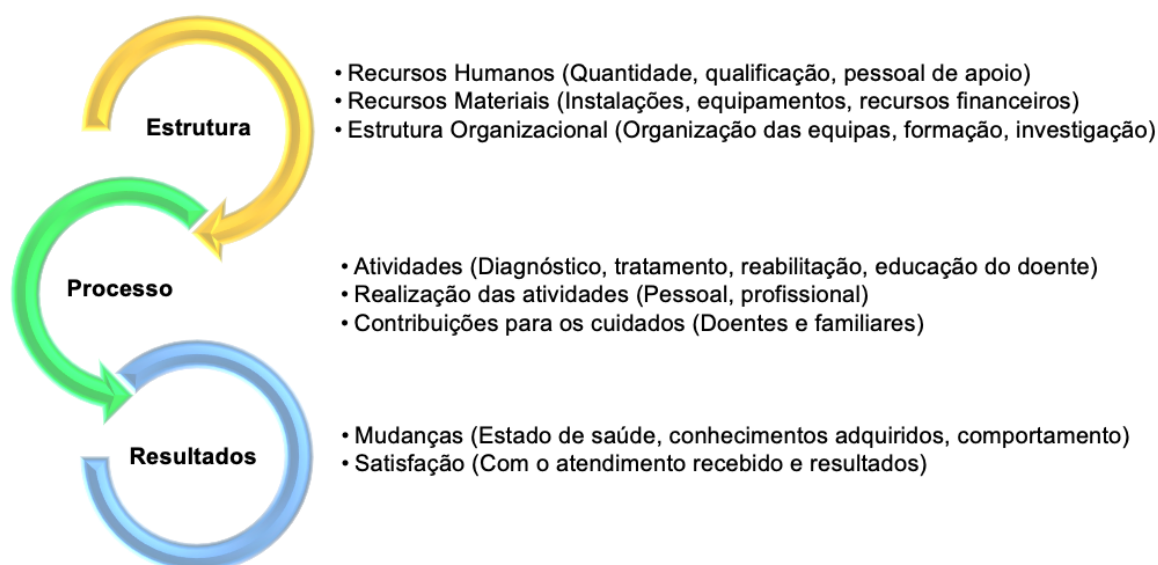 Estrutura
• Recursos Humanos (Quantidade, qualificação, pessoal de apoio)
• Recursos Materiais (Instalações, equipamentos, recursos financeiros)
• Estrutura Organizacional (Organização das equipas, formação, investigação)
Processo
• Atividades (Diagnóstico, tratamento, reabilitação, educação do doente)
• Realização das atividades (Pessoal, profissional)
• Contribuições para os cuidados (Doentes e familiares)
Resultados
• Mudanças (Estado de saúde, conhecimentos adquiridos, comportamento)
• Satisfação (Com o atendimento recebido e resultados)